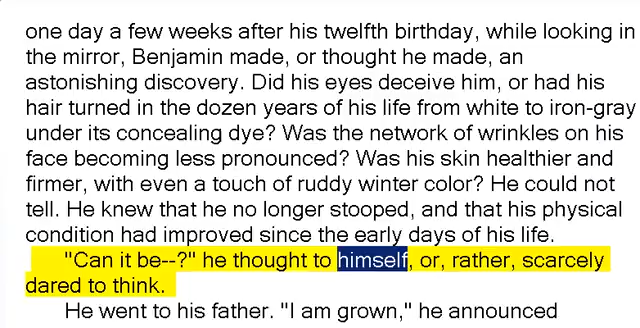 one day a few weeks after his twelfth birthday, while looking in
the mirror, Benjamin made, or thought he made, an
astonishing discovery. Did his eyes deceive him, or had his
hair turned in the dozen years of his life from white to iron-gray
under its concealing dye? Was the network of wrinkles on his
face becoming less pronounced? Was his skin healthier and
firmer, with even a touch of ruddy winter color? He could not
tell. He knew that he no longer stooped, and that his physical
condition had improved since the early days of his life.
"Can it be--?" he thought to himself, or, rather, scarcely
dared to think.
He went to his father. "I am grown," he announced